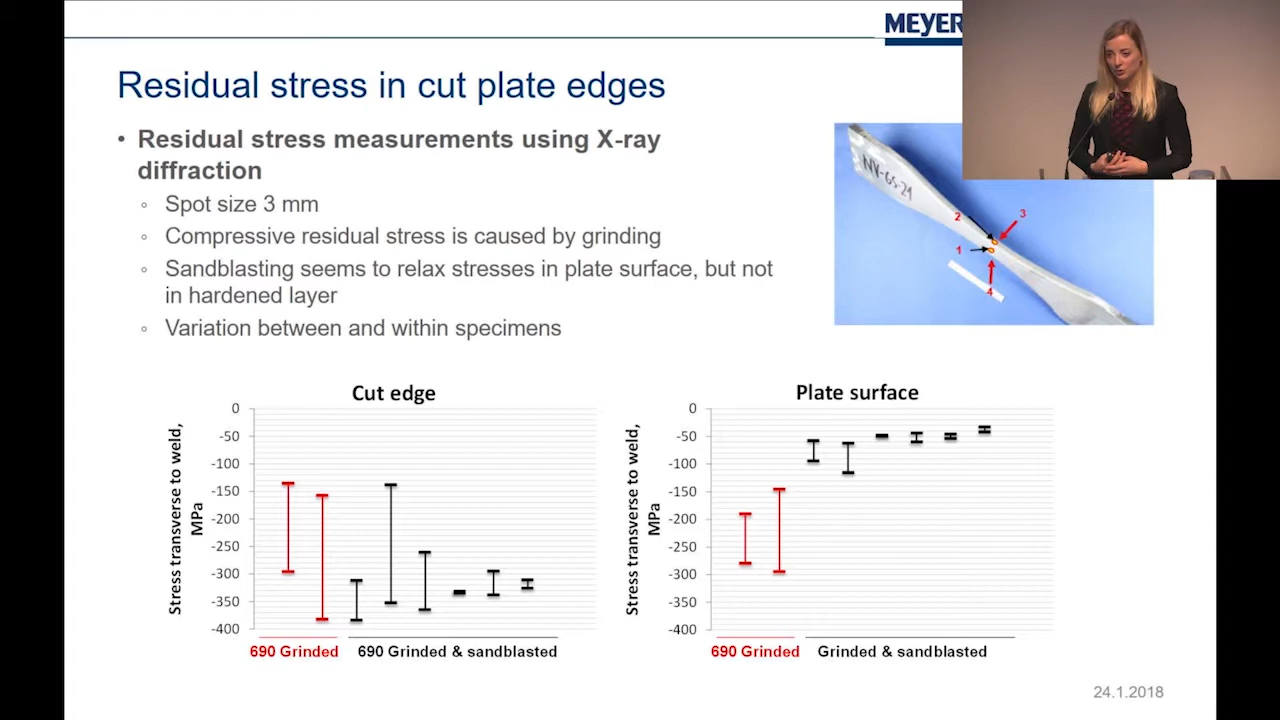 MEYER
Residual stress in cut plate edges
• Residual stress measurements using X-ray
diffraction
◦ Spot size 3 mm
◦ Compressive residual stress is caused by grinding
◦ Sandblasting seems to relax stresses in plate surface, but not
in hardened layer
◦ Variation between and within specimens
NV-GS-21
2
3
1
4
Cut edge
Stress transverse to weld,
MPa
0
-50
-100
-150
-200
-250
-300
-350
-400
690 Grinded
690 Grinded & sandblasted
Plate surface
Stress transverse to weld,
MPa
0
-50
-100
-150
-200
-250
-300
-350
-400
690 Grinded
Grinded & sandblasted
24.1.2018